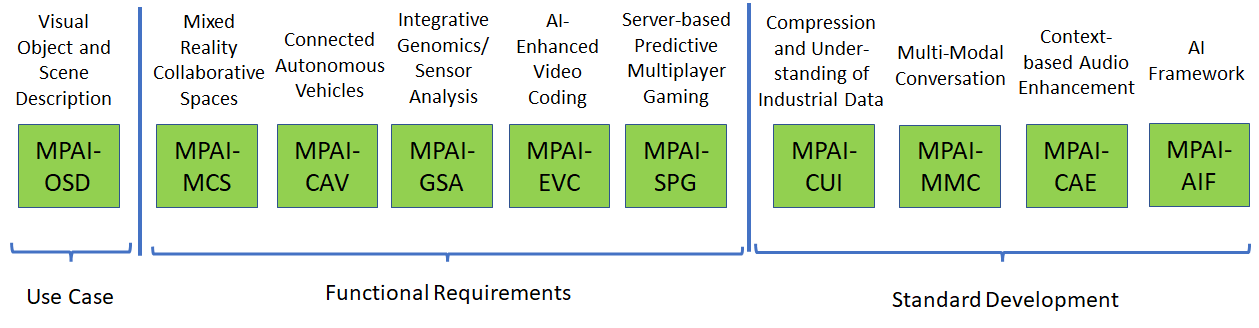 Visual
Object and
Scene
Description
Mixed
Reality
Collaborative
Spaces
Connected
Autonomous
Vehicles
Integrative
Genomics/
Sensor
Analysis
AI-
Enhanced
Video
Coding
Server-based
Predictive
Multiplayer
Gaming
Compression
and Under-
standing of
Industrial Data
Multi-Modal
Conversation
Context-
based Audio
Enhancement
AI
Framework
MPAI-
OSD
MPAI-
MCS
MPAI-
CAV
MPAI-
GSA
MPAI-
EVC
MPAI-
SPG
MPAI-
CUI
MPAI-
MMC
MPAI-
CAE
MPAI-
AIF
Use Case
Functional Requirements
Standard Development